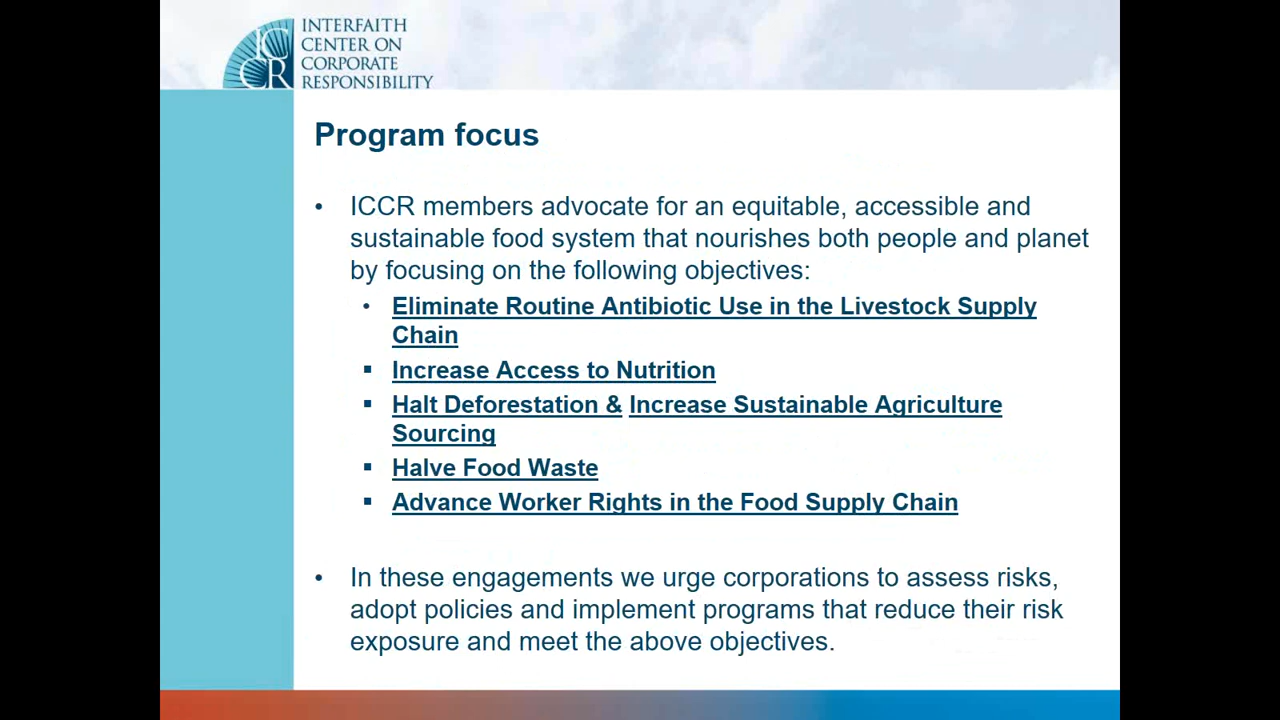 INTERFAITH
CENTER ON
CORPORATE
RESPONSIBILITY
ICCR
Program focus
• ICCR members advocate for an equitable, accessible and
sustainable food system that nourishes both people and planet
by focusing on the following objectives:
• Eliminate Routine Antibiotic Use in the Livestock Supply
Chain
▪ Increase Access to Nutrition
▪ Halt Deforestation & Increase Sustainable Agriculture
Sourcing
▪ Halve Food Waste
▪ Advance Worker Rights in the Food Supply Chain
• In these engagements we urge corporations to assess risks,
adopt policies and implement programs that reduce their risk
exposure and meet the above objectives.